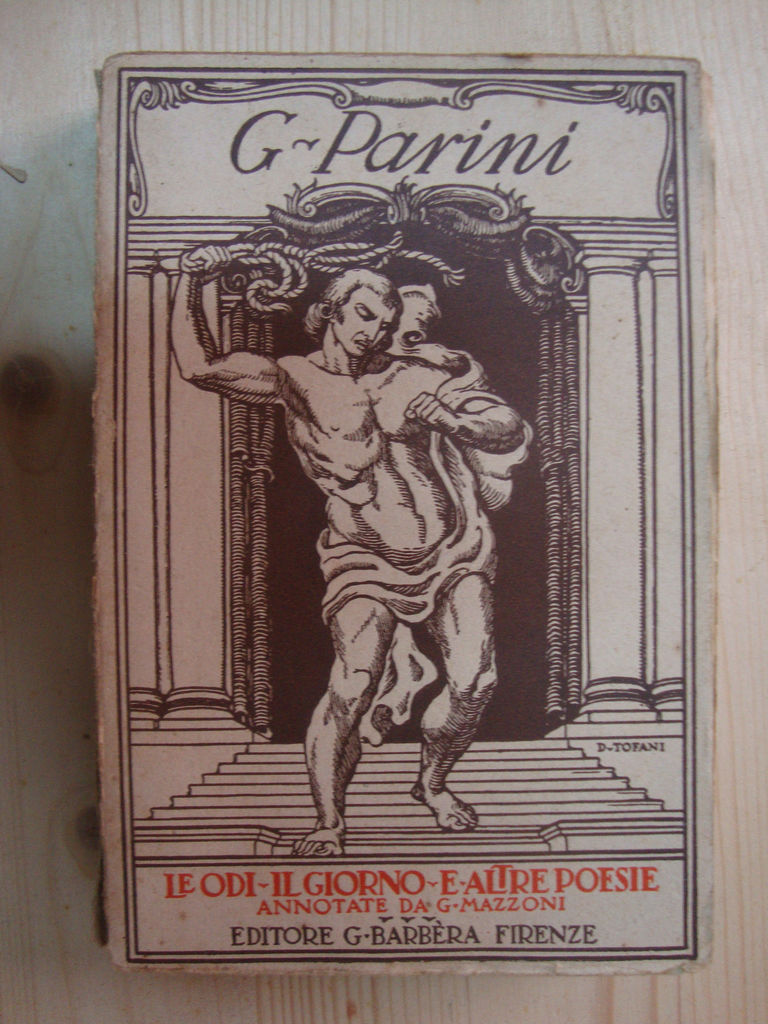 G~Parini
D~TOFANI
LE ODI~IL GIORNO~E~ALTRE POESIE
ANNOTATE DA G·MAZZONI
EDITORE G·BARBÈRA FIRENZE